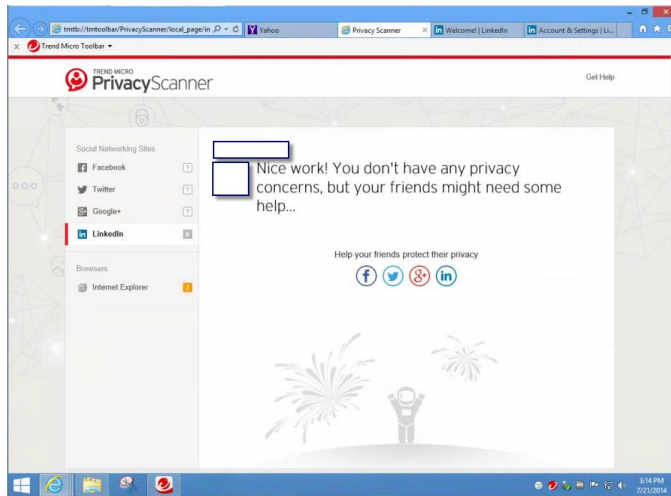 tmtb://tmtoolbar/PrivacyScanner/local_page/in
Yahoo
Privacy Scanner
Welcome! | LinkedIn
Account & Settings | Li...
x Trend Micro Toolbar
TREND MICRO
PrivacyScanner
Get Help
Social Networking Sites
Facebook ?
Twitter ?
Google+ ?
LinkedIn 0
Browsers
Internet Explorer 2
Nice work! You don't have any privacy
concerns, but your friends might need some
help...
Help your friends protect their privacy
3:14 PM
7/21/2014